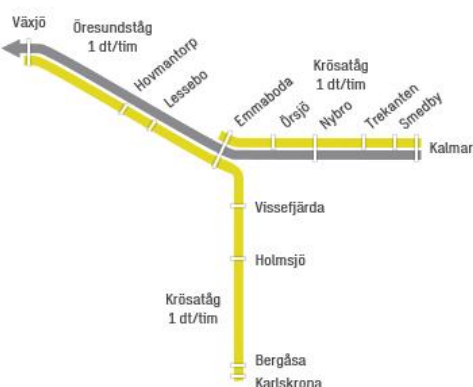 Växjö
Öresundståg
1 dt/tim
Hovmantorp
Lessebo
Emmaboda
Örsjö
Krösatåg
1 dt/tim
Nybro
Trekanten
Smedby
Kalmar
Vissefjärda
Holmsjö
Krösatåg
1 dt/tim
Bergåsa
Karlskrona